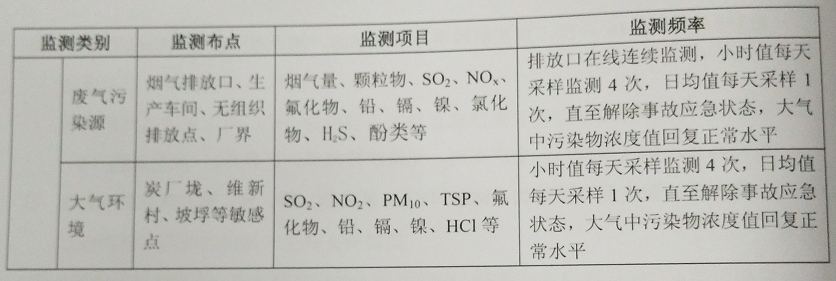 监测类别 监测布点 监测项目 监测频率
废气污
染源
烟气排放口、生
产车间、无组织
排放点、厂界
烟气量、颗粒物、SO₂、NOₓ、
氟化物、铅、镉、镍、氯化
物、H₂S、酚类等
排放口在线连续监测，小时值每天
采样监测 4 次，日均值每天采样 1
次，直至解除事故应急状态，大气
中污染物浓度值回复正常水平
大气环
境
炭厂垅、维新
村、坡垺等敏感
点
SO₂、NO₂、PM₁₀、TSP、氟
化物、铅、镉、镍、HCl 等
小时值每天采样监测 4 次，日均值
每天采样 1 次，直至解除事故应急
状态，大气中污染物浓度值回复正
常水平